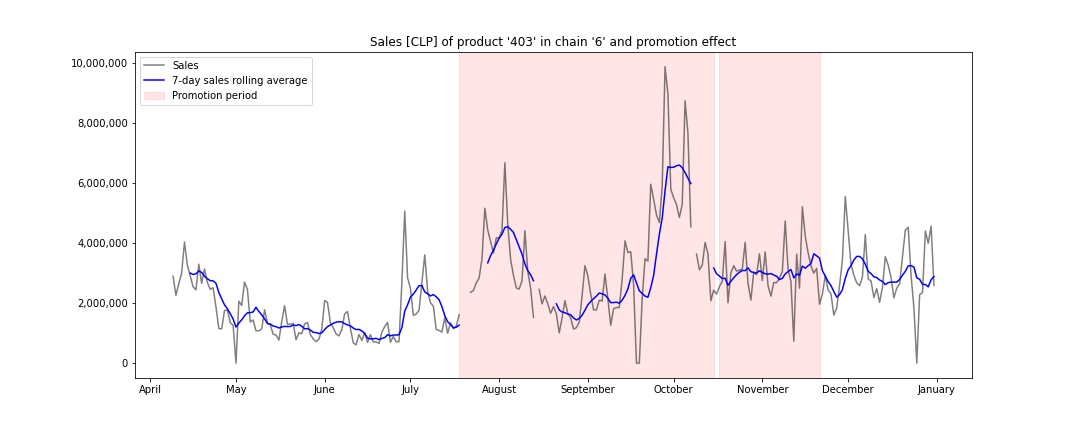 Sales [CLP] of product '403' in chain '6' and promotion effect
10,000,000
8,000,000
6,000,000
4,000,000
2,000,000
0
Sales
7-day sales rolling average
Promotion period
April May June July August September October November December January